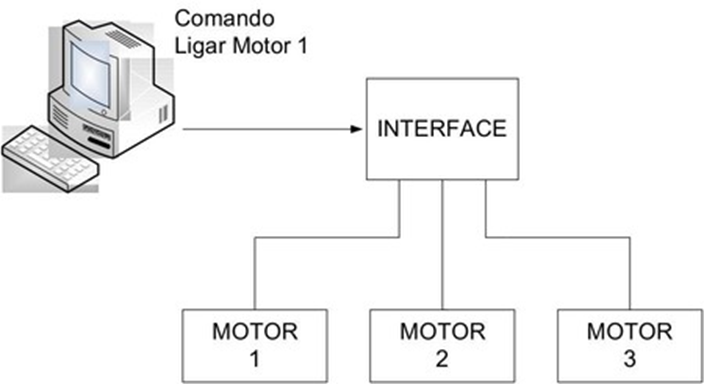 Comando
Ligar Motor 1
INTERFACE
MOTOR
1
MOTOR
2
MOTOR
3